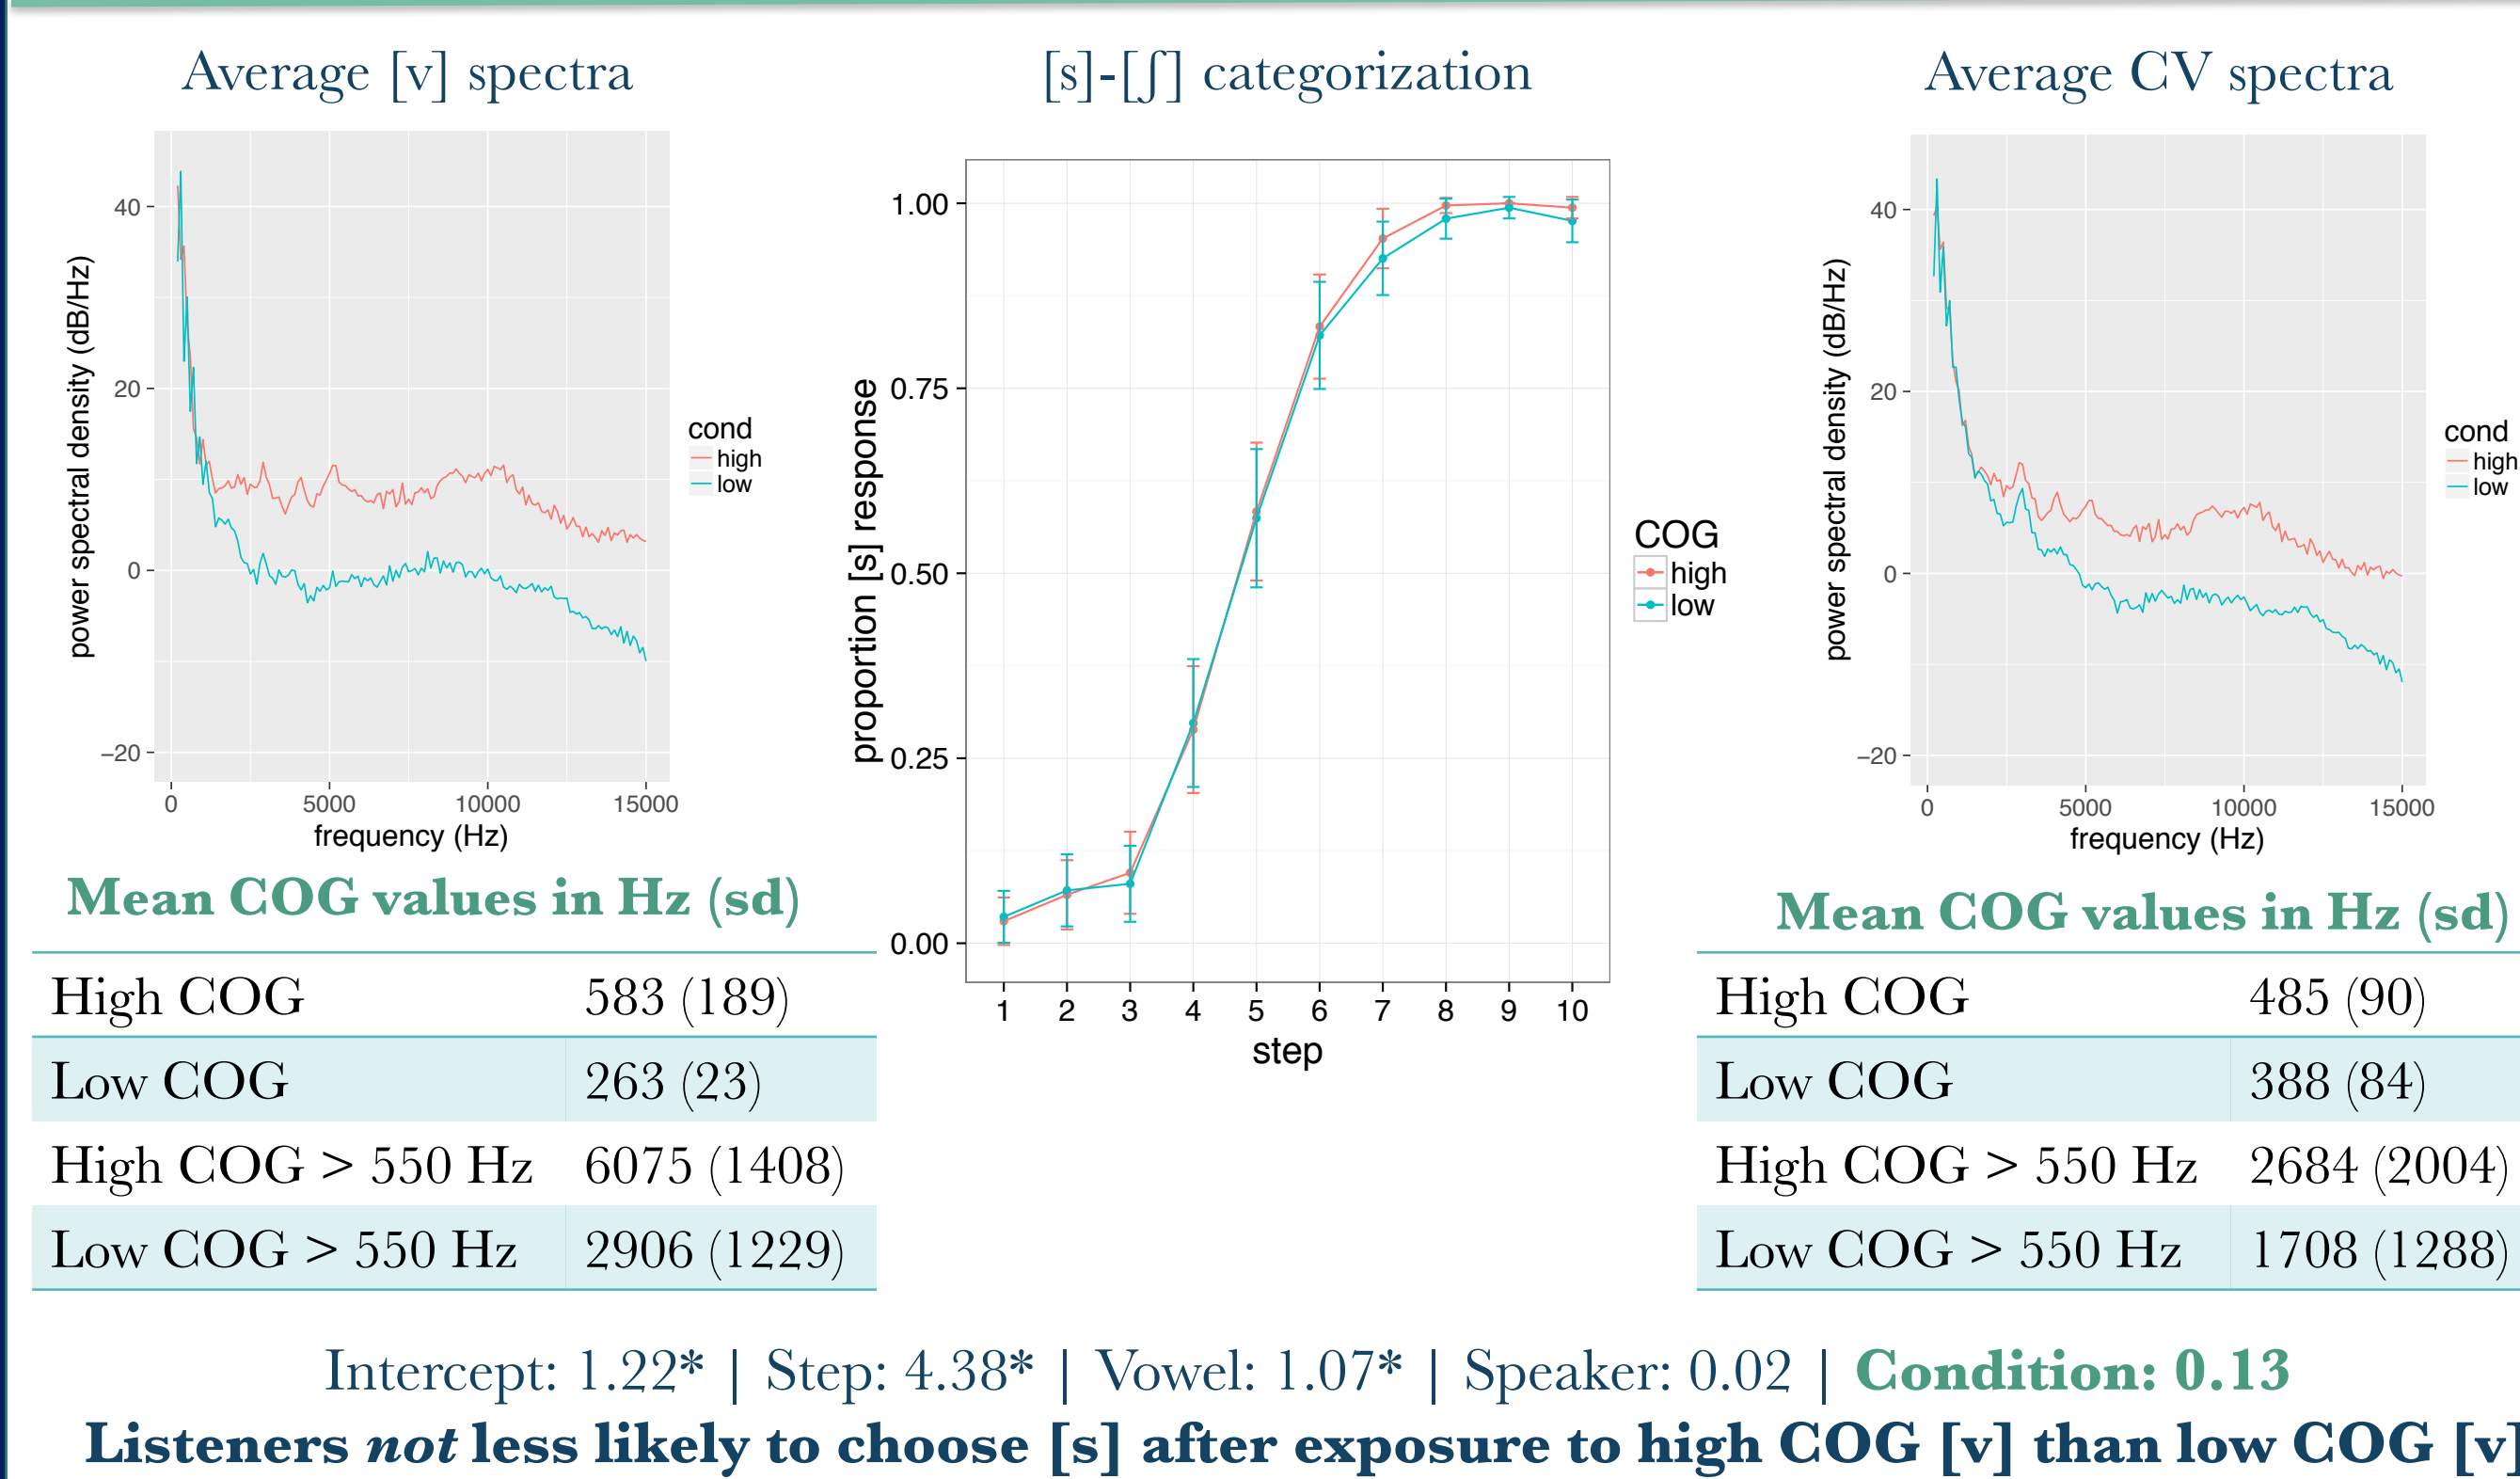 Average [v] spectra
40
20
0
−20
power spectral density (dB/Hz)
0 5000 10000 15000
frequency (Hz)
cond
high
low
Mean COG values in Hz (sd)
High COG 583 (189)
Low COG 263 (23)
High COG > 550 Hz 6075 (1408)
Low COG > 550 Hz 2906 (1229)
[s]-[ʃ] categorization
1.00
0.75
0.50
0.25
0.00
proportion [s] response
1 2 3 4 5 6 7 8 9 10
step
COG
high
low
Average CV spectra
40
20
0
−20
power spectral density (dB/Hz)
0 5000 10000 15000
frequency (Hz)
cond
high
low
Mean COG values in Hz (sd)
High COG 485 (90)
Low COG 388 (84)
High COG > 550 Hz 2684 (2004)
Low COG > 550 Hz 1708 (1288)
Intercept: 1.22* | Step: 4.38* | Vowel: 1.07* | Speaker: 0.02 | Condition: 0.13
Listeners not less likely to choose [s] after exposure to high COG [v] than low COG [v]